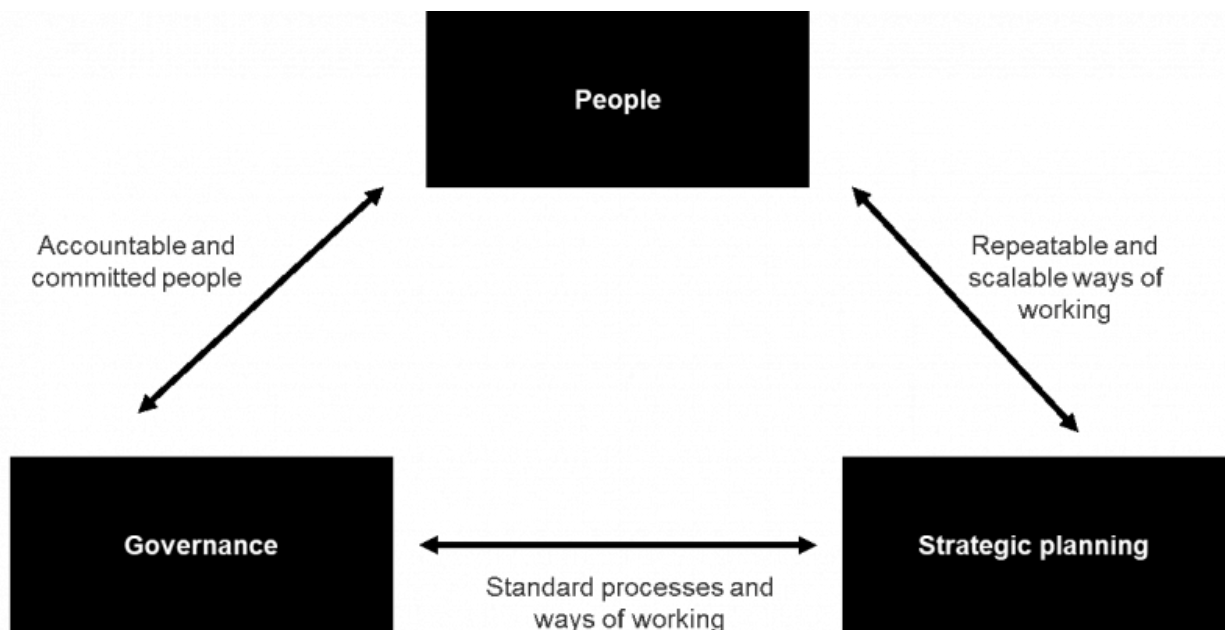 People
Accountable and
committed people
Repeatable and
scalable ways of
working
Governance
Strategic planning
Standard processes and
ways of working